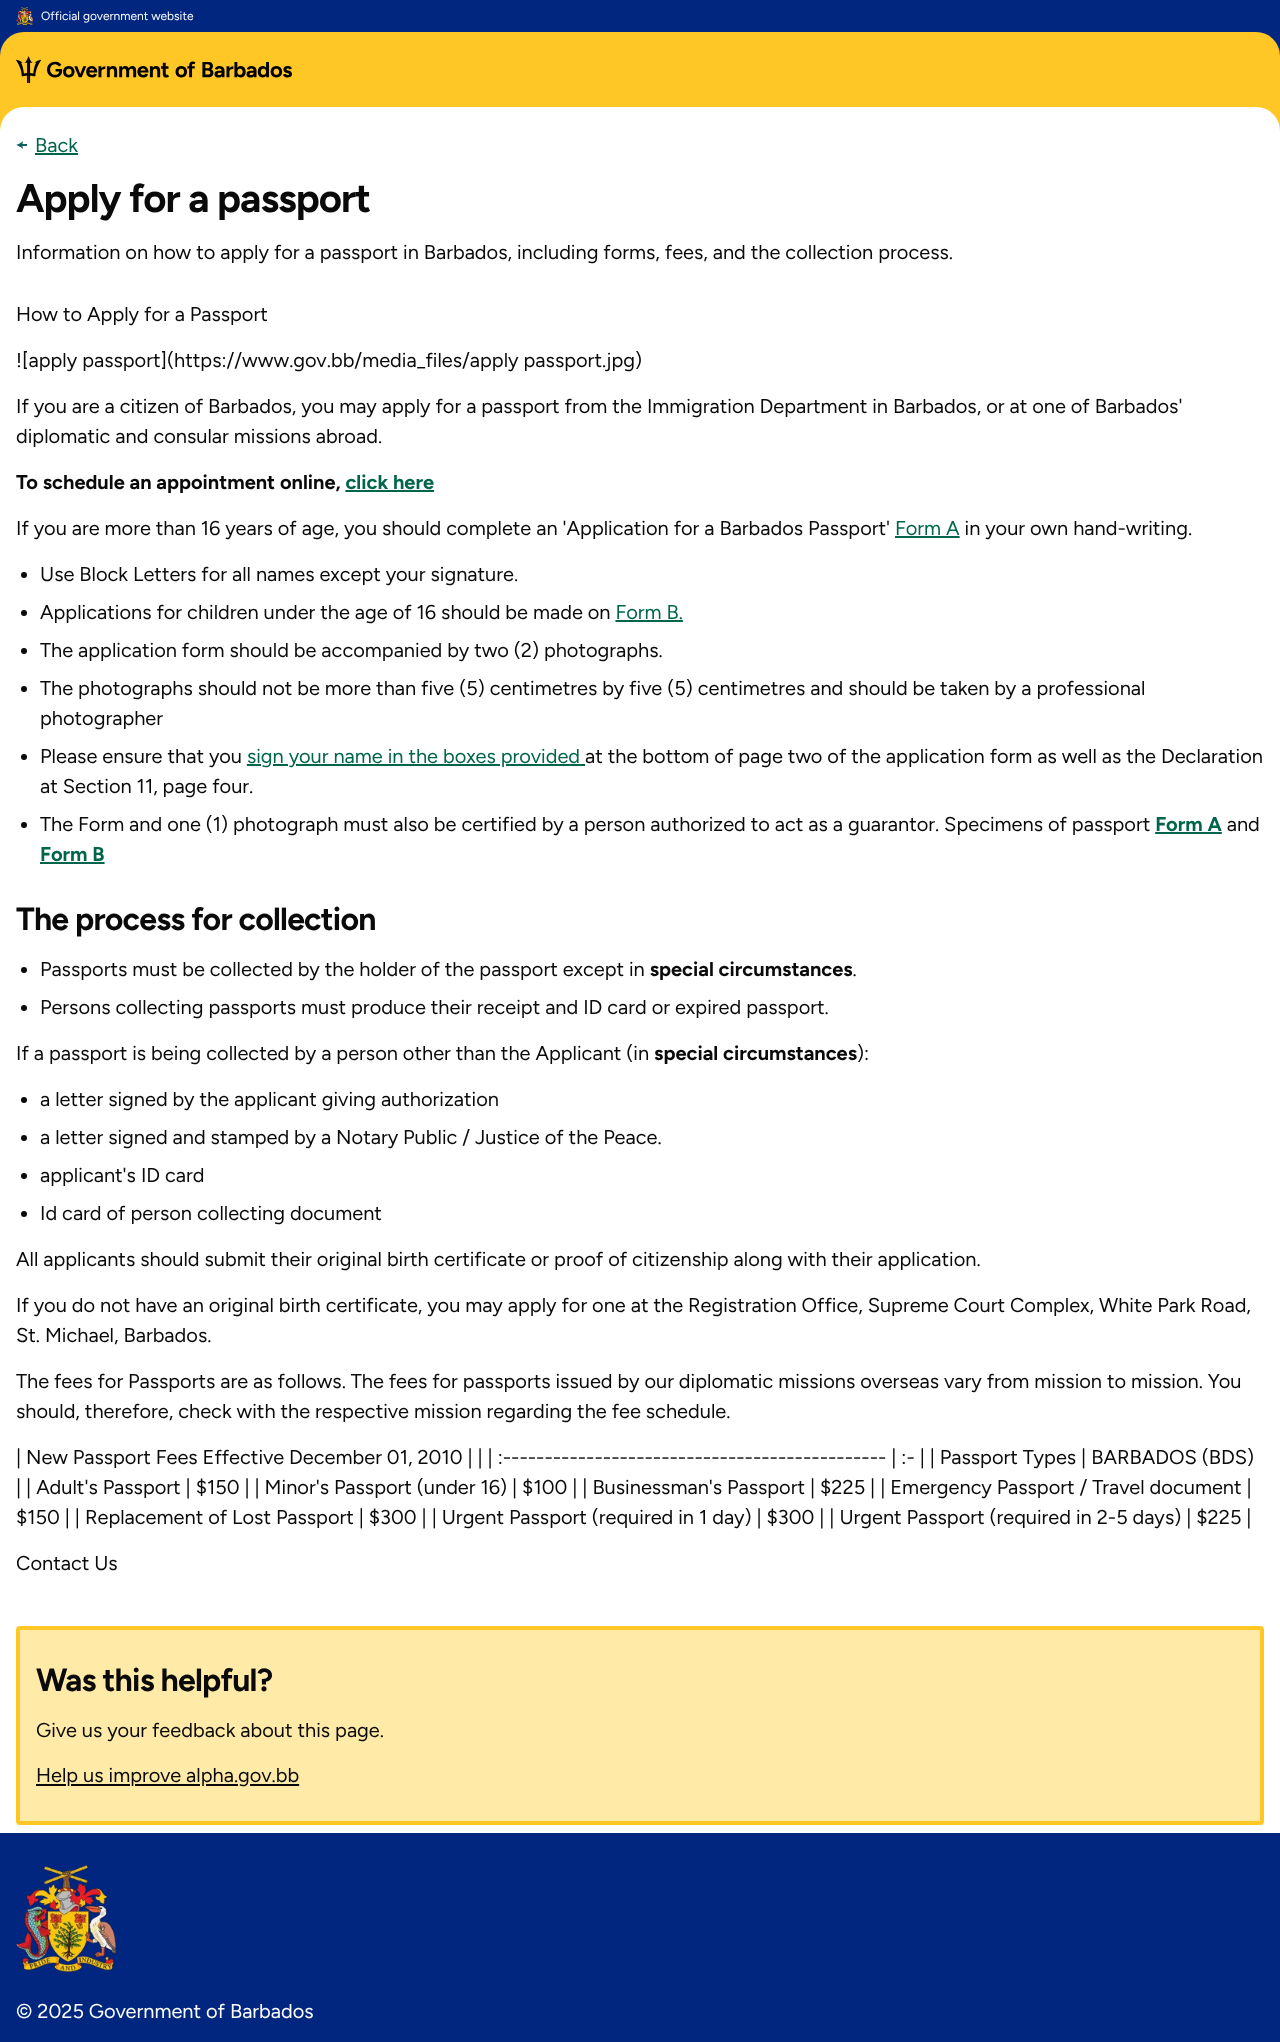 Official government website
Government of Barbados
Back
Apply for a passport
Information on how to apply for a passport in Barbados, including forms, fees, and the collection process.
How to Apply for a Passport
![apply passport](https://www.gov.bb/media_files/apply passport.jpg)
If you are a citizen of Barbados, you may apply for a passport from the Immigration Department in Barbados, or at one of Barbados'
diplomatic and consular missions abroad.
To schedule an appointment online, click here
If you are more than 16 years of age, you should complete an 'Application for a Barbados Passport' Form A in your own hand-writing.
• Use Block Letters for all names except your signature.
• Applications for children under the age of 16 should be made on Form B.
• The application form should be accompanied by two (2) photographs.
• The photographs should not be more than five (5) centimetres by five (5) centimetres and should be taken by a professional
photographer
• Please ensure that you sign your name in the boxes provided at the bottom of page two of the application form as well as the Declaration
at Section 11, page four.
• The Form and one (1) photograph must also be certified by a person authorized to act as a guarantor. Specimens of passport Form A and
Form B
The process for collection
• Passports must be collected by the holder of the passport except in special circumstances.
• Persons collecting passports must produce their receipt and ID card or expired passport.
If a passport is being collected by a person other than the Applicant (in special circumstances):
• a letter signed by the applicant giving authorization
• a letter signed and stamped by a Notary Public / Justice of the Peace.
• applicant's ID card
• Id card of person collecting document
All applicants should submit their original birth certificate or proof of citizenship along with their application.
If you do not have an original birth certificate, you may apply for one at the Registration Office, Supreme Court Complex, White Park Road,
St. Michael, Barbados.
The fees for Passports are as follows. The fees for passports issued by our diplomatic missions overseas vary from mission to mission. You
should, therefore, check with the respective mission regarding the fee schedule.
| New Passport Fees Effective December 01, 2010 | | | :---------------------------------------------- | :- | | Passport Types | BARBADOS (BDS)
| | Adult's Passport | $150 | | Minor's Passport (under 16) | $100 | | Businessman's Passport | $225 | | Emergency Passport / Travel document |
$150 | | Replacement of Lost Passport | $300 | | Urgent Passport (required in 1 day) | $300 | | Urgent Passport (required in 2-5 days) | $225 |
Contact Us
Was this helpful?
Give us your feedback about this page.
Help us improve alpha.gov.bb
PRIDE AND INDUSTRY
© 2025 Government of Barbados